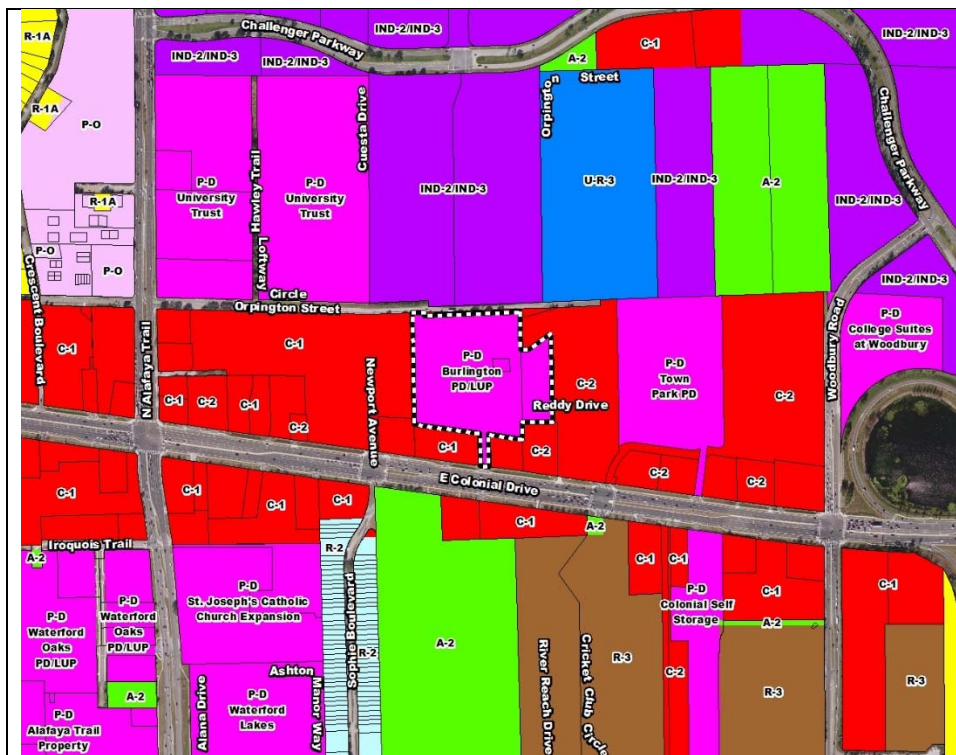 R-1A
Challenger Parkway
IND-2/IND-3
IND-2/IND-3
C-1
A-2
IND-2/IND-3
IND-2/IND-3
IND-2/IND-3
Orpington
Street
Challenger Parkway
R-1A
P-O
Cuesta Drive
Hawley Trail
P-D
University
Trust
P-D
University
Trust
IND-2/IND-3
U-R-3
IND-2/IND-3
A-2
IND-2/IND-3
R-1A
P-O
P-O
Loftway
Crescent Boulevard
Circle
Orpington Street
IND-2/IND-3
N Alafaya Trail
Woodbury Road
P-D
College Suites
at Woodbury
C-1
C-1
Newport Avenue
P-D
Burlington
PD/LUP
C-2
P-D
Town
Park PD
C-2
C-1
C-2
C-1
C-2
Reddy Drive
C-1
C-2
C-2
C-2
E Colonial Drive
C-1
C-1
C-1
C-1
C-1
A-2
Iroquois Trail
A-2
R-2
C-1
C-1
C-1
C-1
P-D
Waterford
Oaks
PD/LUP
P-D
Waterford
Oaks
PD/LUP
P-D
St. Joseph's Catholic
Church Expansion
Sophie Boulevard
P-D
Colonial Self
Storage
A-2
A-2
R-2
River Reach Drive
Cricket Club Circle
R-3
C-2
R-3
R-3
Ashton
Manor Way
Alana Drive
A-2
P-D
Waterford
Lakes
P-D
Alafaya Trail
Property